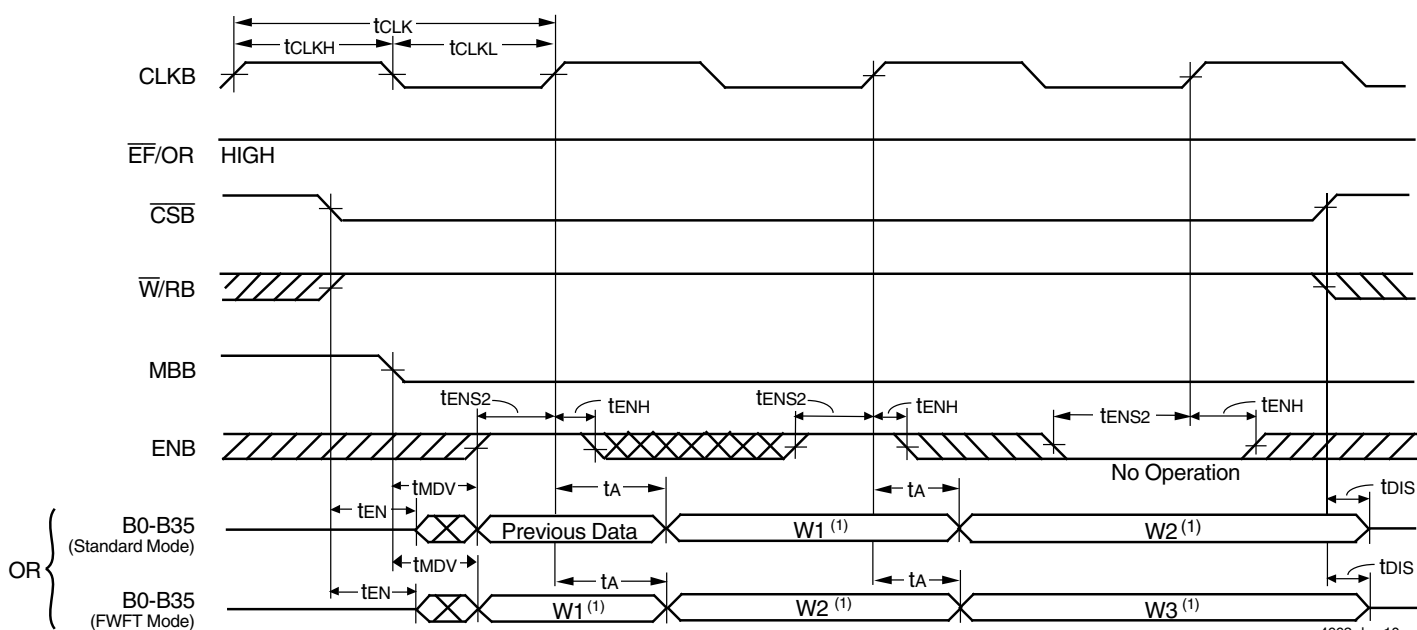 tCLK
tCLKH tCLKL
CLKB
EF/OR HIGH
CSB
W/RB
MBB
tENS2 tENH tENS2 tENH tENS2 tENH
ENB
No Operation
tMDV tA tA tDIS
tEN
B0-B35 Previous Data W1 (1) W2 (1)
(Standard Mode)
OR
tMDV tDIS
tEN tA tA
B0-B35 W1 (1) W2 (1) W3 (1)
(FWFT Mode)